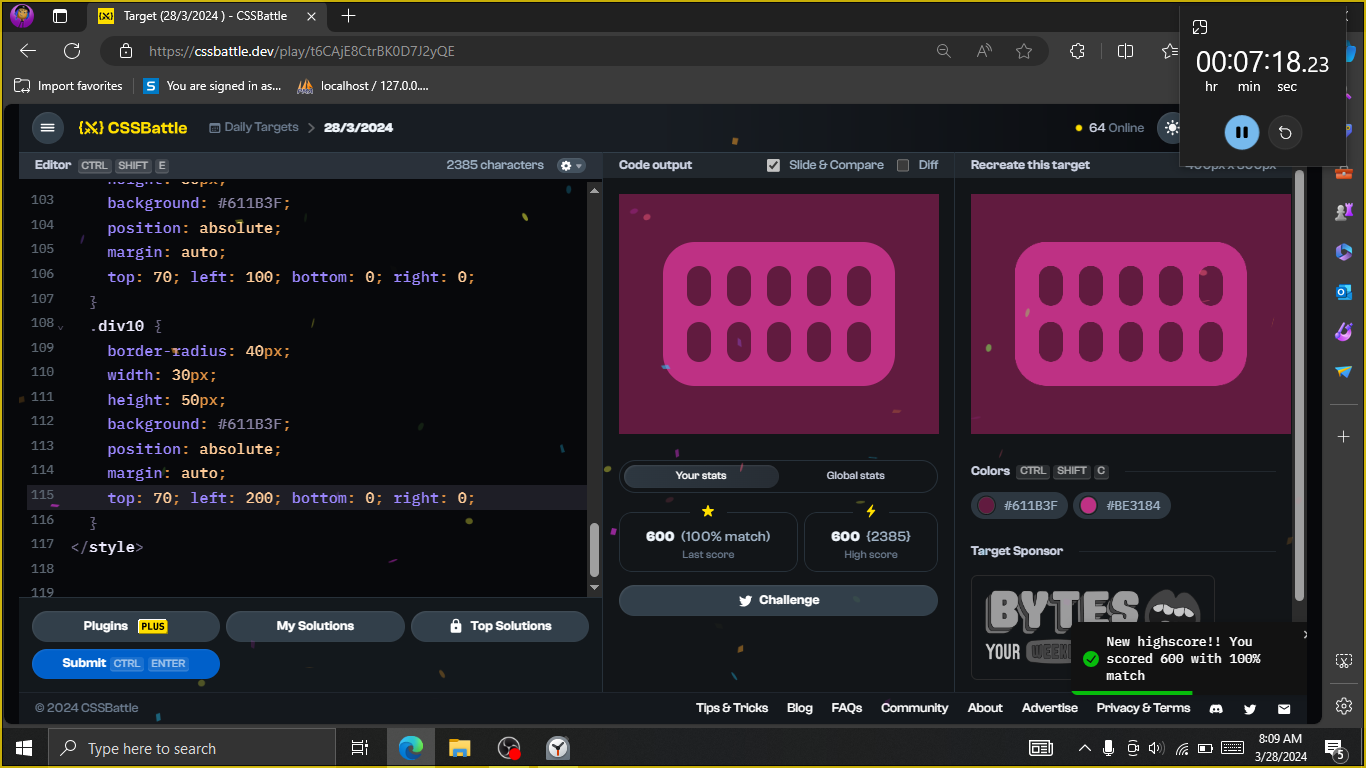 Target (28/3/2024 ) - CSSBattle
https://cssbattle.dev/play/t6CAjE8CtrBK0D7J2yQE
Import favorites
S
You are signed in as...
localhost / 127.0.0....
00:07:18.23
hr min sec
{X} CSSBattle
Daily Targets
28/3/2024
64 Online
Editor CTRL SHIFT E
2385 characters
Code output
Slide & Compare
Diff
Recreate this target
103 background: #611B3F;
104 position: absolute;
105 margin: auto;
106 top: 70; left: 100; bottom: 0; right: 0;
107 }
108 .div10 {
109 border-radius: 40px;
110 width: 30px;
111 height: 50px;
112 background: #611B3F;
113 position: absolute;
114 margin: auto;
115 top: 70; left: 200; bottom: 0; right: 0;
116 }
117 </style>
118
119
Your stats
Global stats
600 (100% match)
Last score
600 {2385}
High score
Challenge
Colors CTRL SHIFT C
#611B3F
#BE3184
Target Sponsor
BYTES
YOUR WEEK
Plugins PLUS
My Solutions
Top Solutions
Submit CTRL ENTER
New highscore!! You
scored 600 with 100%
match
© 2024 CSSBattle
Tips & Tricks
Blog
FAQs
Community
About
Advertise
Privacy & Terms
Type here to search
8:09 AM
3/28/2024
5